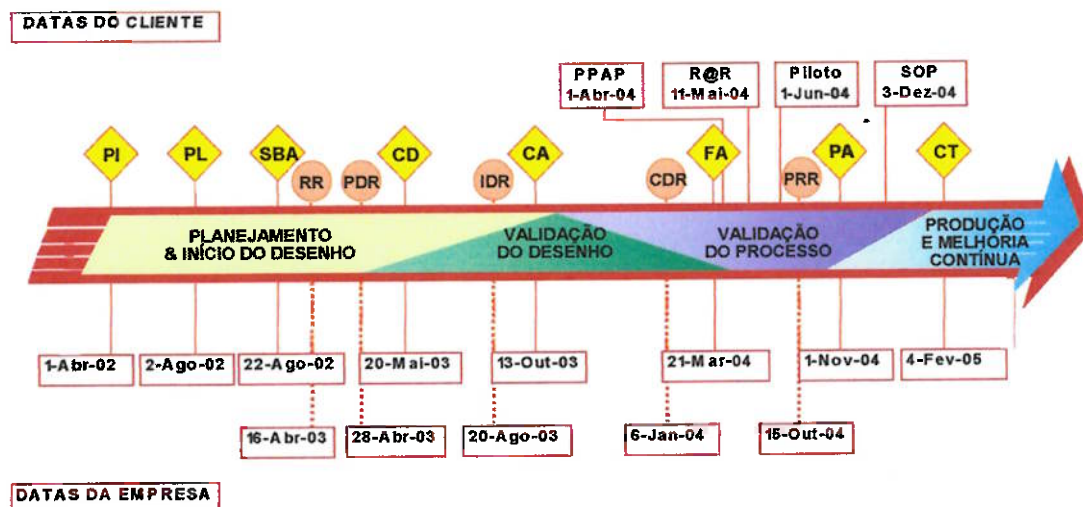 DATAS DO CLIENTE
PPAP
1-Abr-04
R@R
11-Mai-04
Piloto
1-Jun-04
SOP
3-Dez-04
PI
PL
SBA
RR
PDR
CD
IDR
CA
CDR
FA
PRR
PA
CT
PLANEJAMENTO
& INÍCIO DO DESENHO
VALIDAÇÃO
DO DESENHO
VALIDAÇÃO
DO PROCESSO
PRODUÇÃO
E MELHÓRIA
CONTÍNUA
1-Abr-02
2-Ago-02
22-Ago-02
20-Mai-03
13-Out-03
21-Mar-04
1-Nov-04
4-Fev-05
16-Abr-03
28-Abr-03
20-Ago-03
6-Jan-04
15-Out-04
DATAS DA EMPRESA